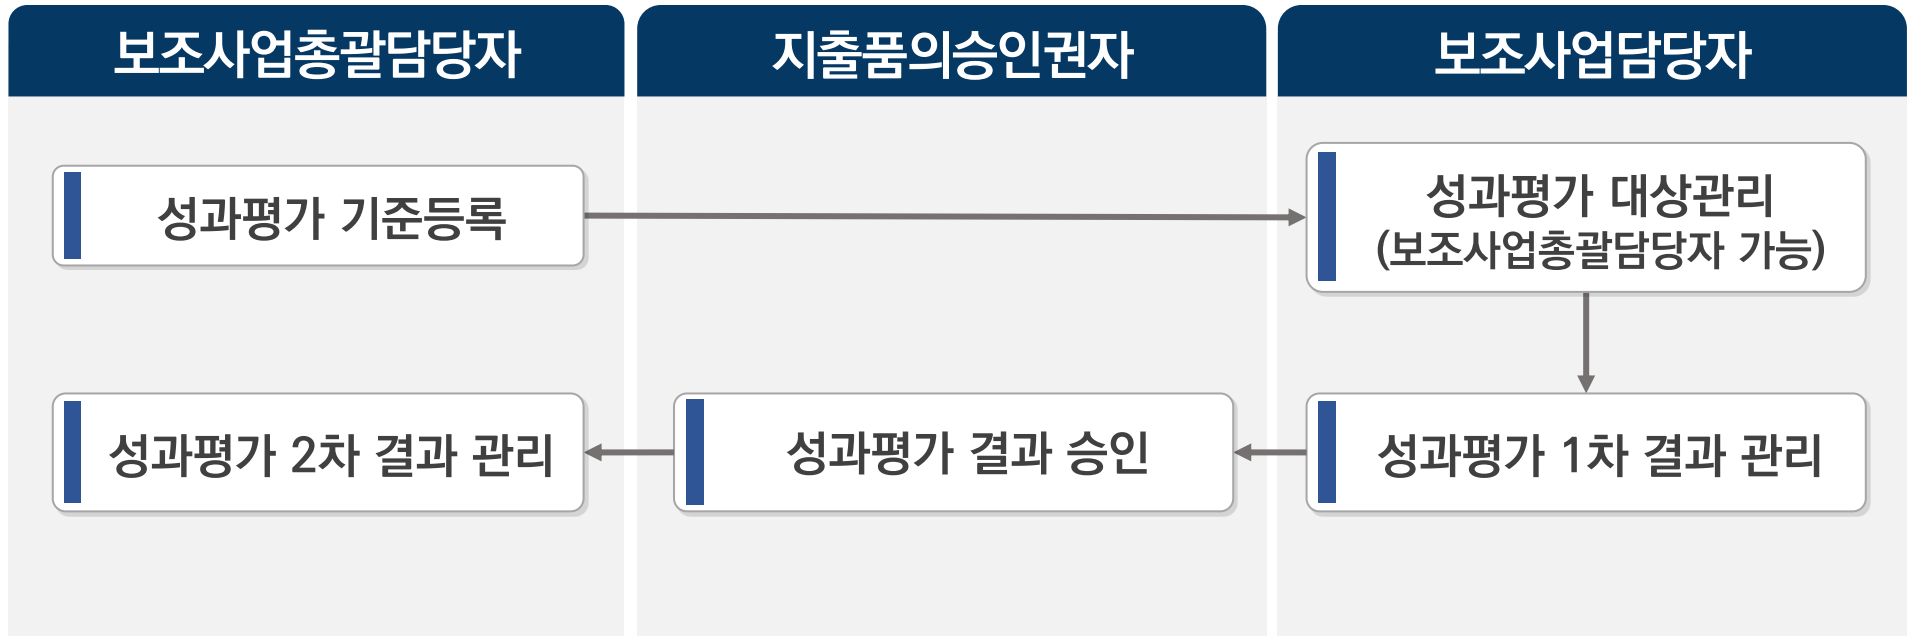 보조사업총괄담당자
지출품의승인권자
보조사업담당자
성과평가 기준등록
성과평가 대상관리
(보조사업총괄담당자 가능)
성과평가 2차 결과 관리
성과평가 결과 승인
성과평가 1차 결과 관리